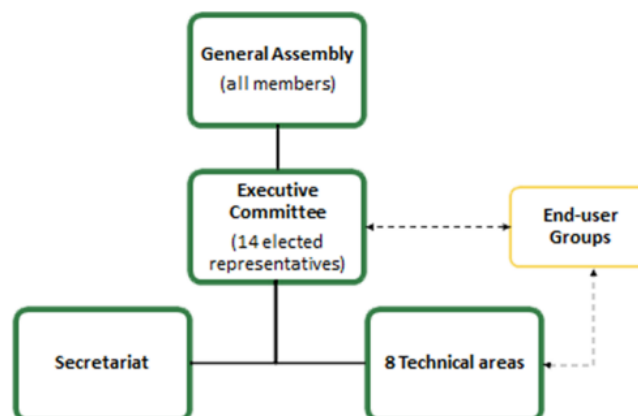 General Assembly
(all members)
Executive
Committee
(14 elected
representatives)
End-user
Groups
Secretariat
8 Technical areas